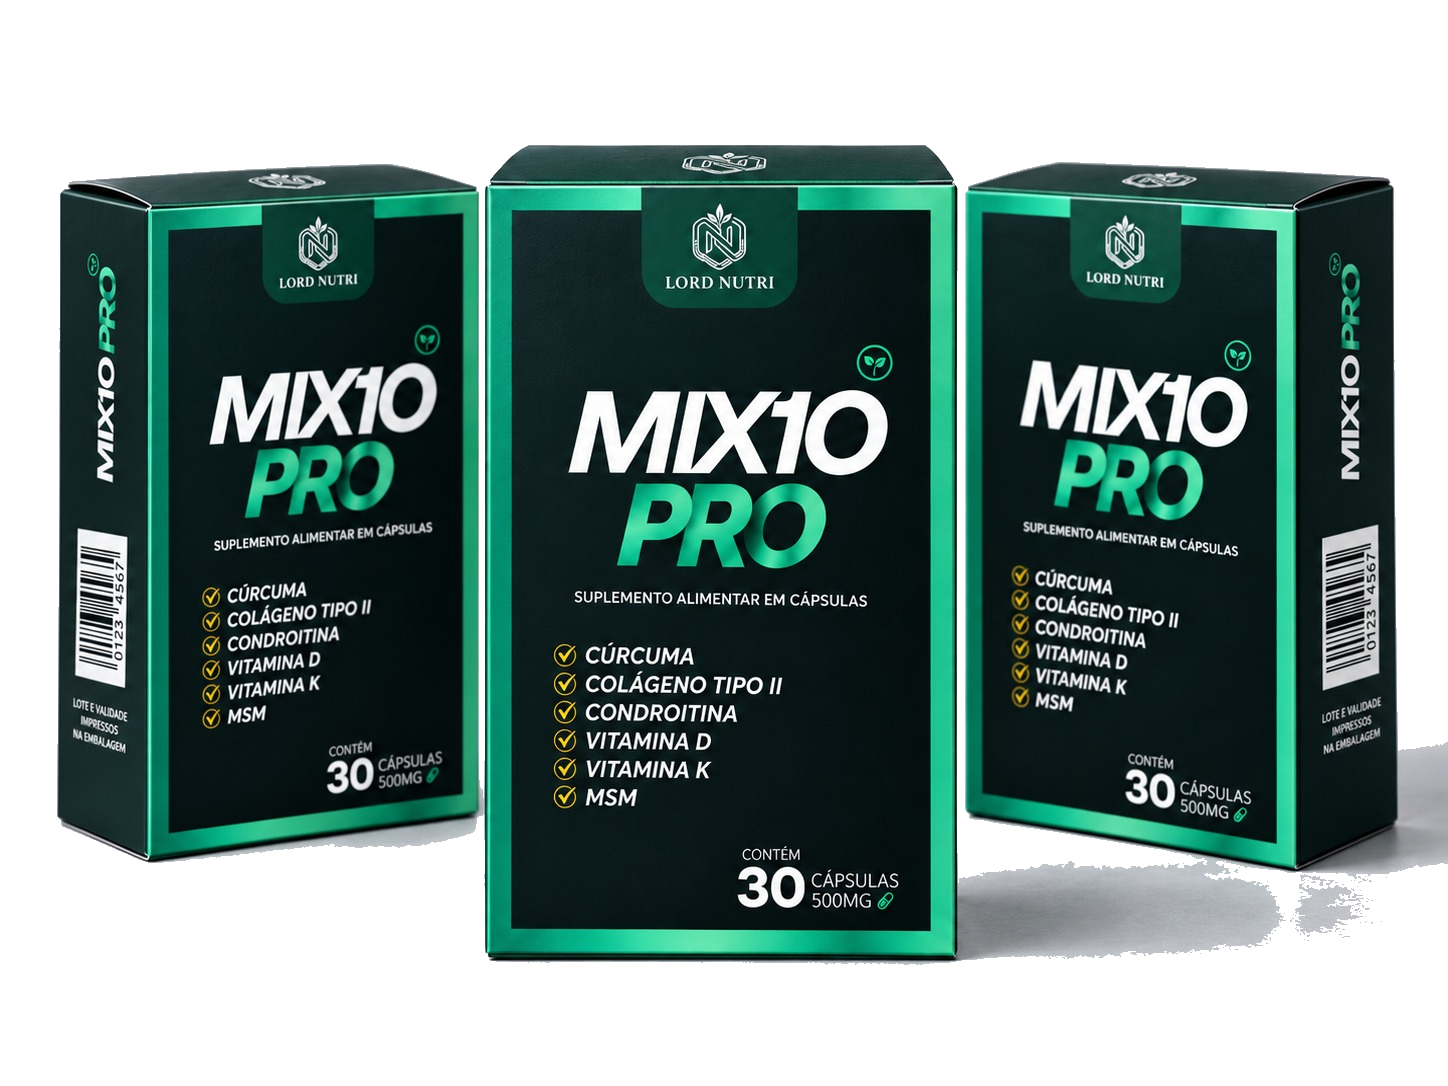 MIX10 PRO
0123 4567
LOTE E VALIDADE
IMPRESSOS
NA EMBALAGEM
LORD NUTRI
MIX10
PRO
SUPLEMENTO ALIMENTAR EM CÁPSULAS
CÚRCUMA
COLÁGENO TIPO II
CONDROITINA
VITAMINA D
VITAMINA K
MSM
CONTÉM
30 CÁPSULAS
500MG
LORD NUTRI
MIX10
PRO
SUPLEMENTO ALIMENTAR EM CÁPSULAS
CÚRCUMA
COLÁGENO TIPO II
CONDROITINA
VITAMINA D
VITAMINA K
MSM
CONTÉM
30 CÁPSULAS
500MG
LORD NUTRI
MIX10
PRO
SUPLEMENTO ALIMENTAR EM CÁPSULAS
CÚRCUMA
COLÁGENO TIPO II
CONDROITINA
VITAMINA D
VITAMINA K
MSM
CONTÉM
30 CÁPSULAS
500MG
MIX10 PRO
0123 4567
LOTE E VALIDADE
IMPRESSOS
NA EMBALAGEM